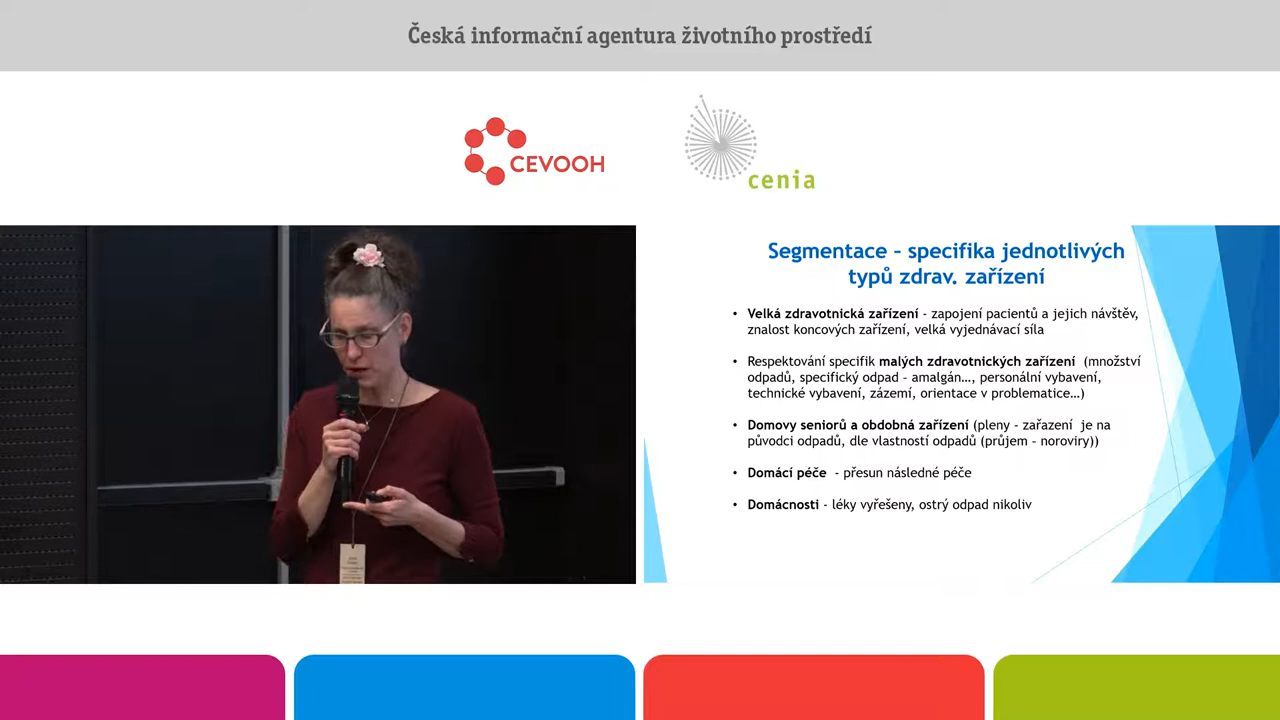 Česká informační agentura životního prostředí
CEVOOH
cenia
Segmentace - specifika jednotlivých
typů zdrav. zařízení
• Velká zdravotnická zařízení - zapojení pacientů a jejich návštěv,
znalost koncových zařízení, velká vyjednávací síla
• Respektování specifik malých zdravotnických zařízení (množství
odpadů, specifický odpad - amalgán…, personální vybavení,
technické vybavení, zázemí, orientace v problematice…)
• Domovy seniorů a obdobná zařízení (pleny - zařazení je na
původci odpadů, dle vlastností odpadů (průjem - noroviry))
• Domácí péče - přesun následné péče
• Domácnosti - léky vyřešeny, ostrý odpad nikoliv